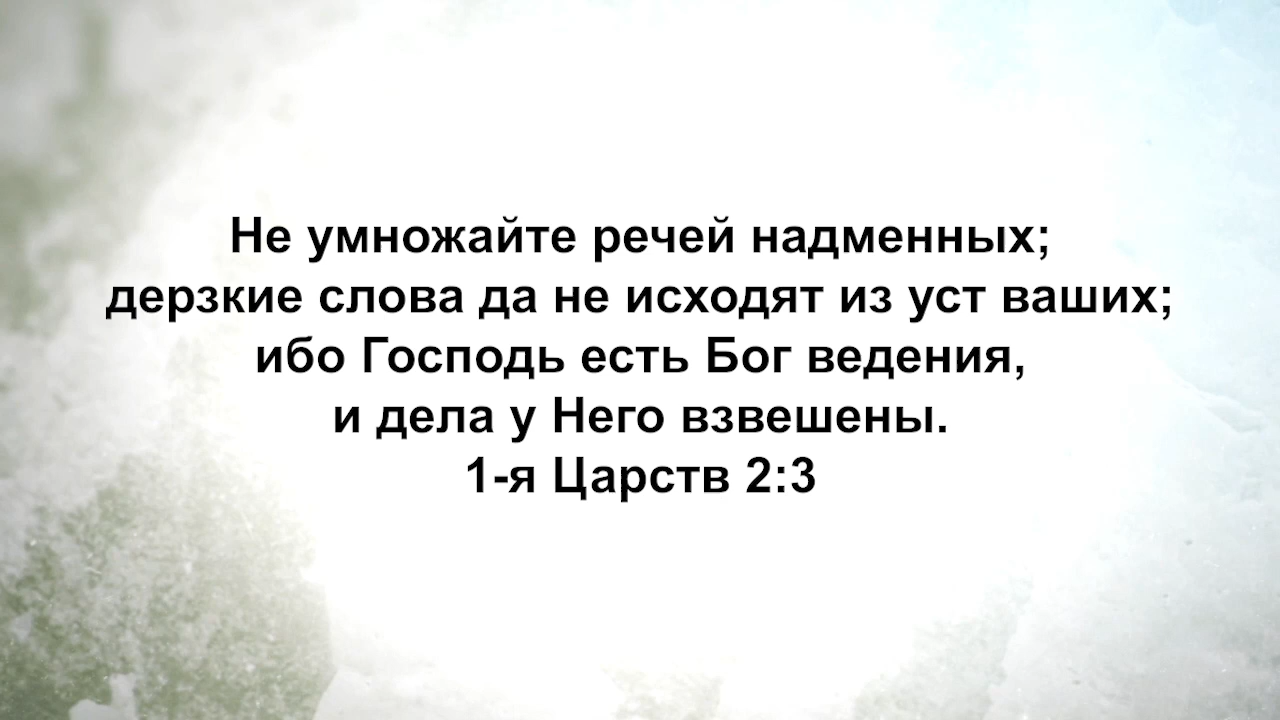 Не умножайте речей надменных;
дерзкие слова да не исходят из уст ваших;
ибо Господь есть Бог ведения,
и дела у Него взвешены.
1-я Царств 2:3